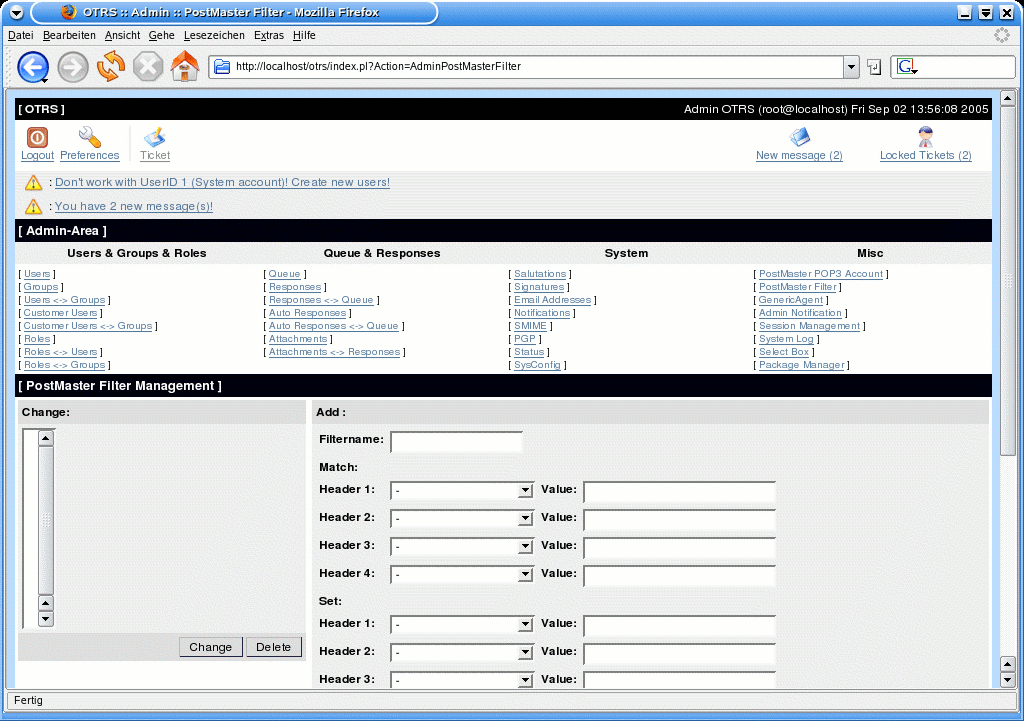 OTRS :: Admin :: PostMaster Filter - Mozilla Firefox
Datei Bearbeiten Ansicht Gehe Lesezeichen Extras Hilfe
http://localhost/otrs/index.pl?Action=AdminPostMasterFilter G
[ OTRS ] Admin OTRS (root@localhost) Fri Sep 02 13:56:08 2005
Logout Preferences Ticket New message (2) Locked Tickets (2)
: Don't work with UserID 1 (System account)! Create new users!
: You have 2 new message(s)!
[ Admin-Area ]
Users & Groups & Roles Queue & Responses System Misc
[ Users ] [ Queue ] [ Salutations ] [ PostMaster POP3 Account ]
[ Groups ] [ Responses ] [ Signatures ] [ PostMaster Filter ]
[ Users <-> Groups ] [ Responses <-> Queue ] [ Email Addresses ] [ GenericAgent ]
[ Customer Users ] [ Auto Responses ] [ Notifications ] [ Admin Notification ]
[ Customer Users <-> Groups ] [ Auto Responses <-> Queue ] [ SMIME ] [ Session Management ]
[ Roles ] [ Attachments ] [ PGP ] [ System Log ]
[ Roles <-> Users ] [ Attachments <-> Responses ] [ Status ] [ Select Box ]
[ Roles <-> Groups ] [ SysConfig ] [ Package Manager ]
[ PostMaster Filter Management ]
Change: Add :
Filtername:
Match:
Header 1: - Value:
Header 2: - Value:
Header 3: - Value:
Header 4: - Value:
Set:
Header 1: - Value:
Change Delete Header 2: - Value:
Header 3: - Value:
Fertig